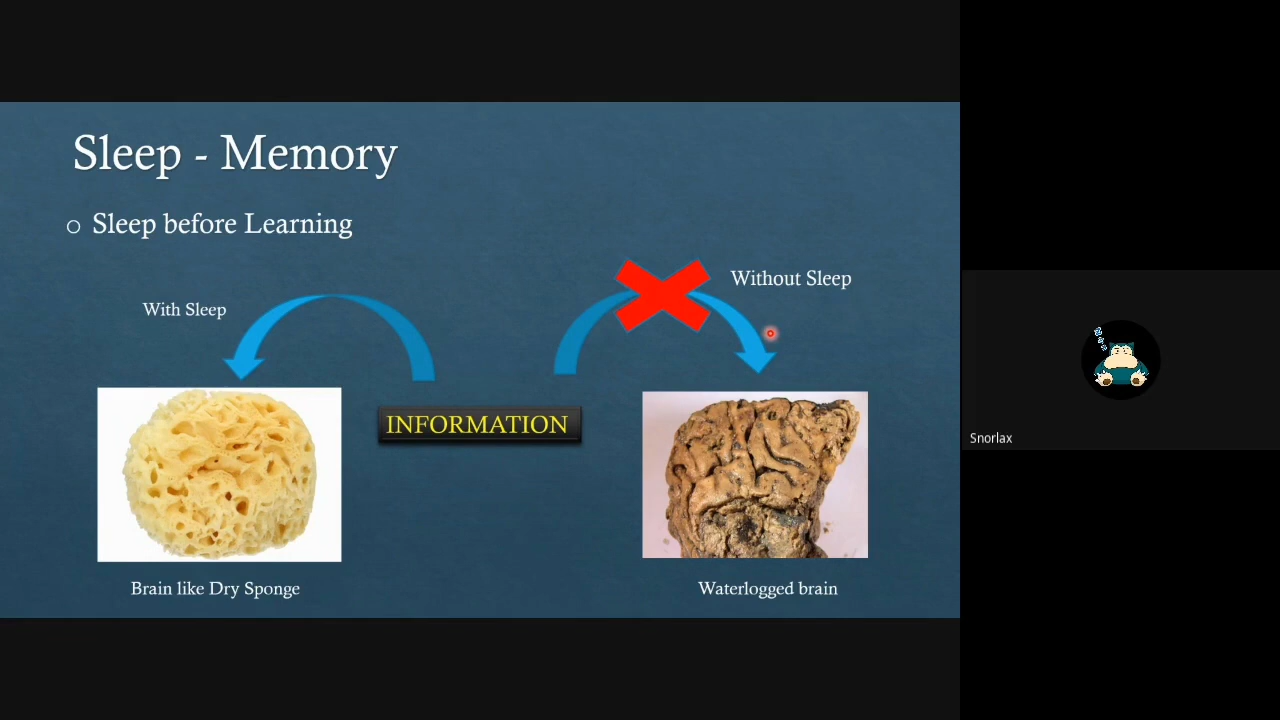 Sleep - Memory
Sleep before Learning
Without Sleep
With Sleep
INFORMATION
Snorlax
Brain like Dry Sponge
Waterlogged brain